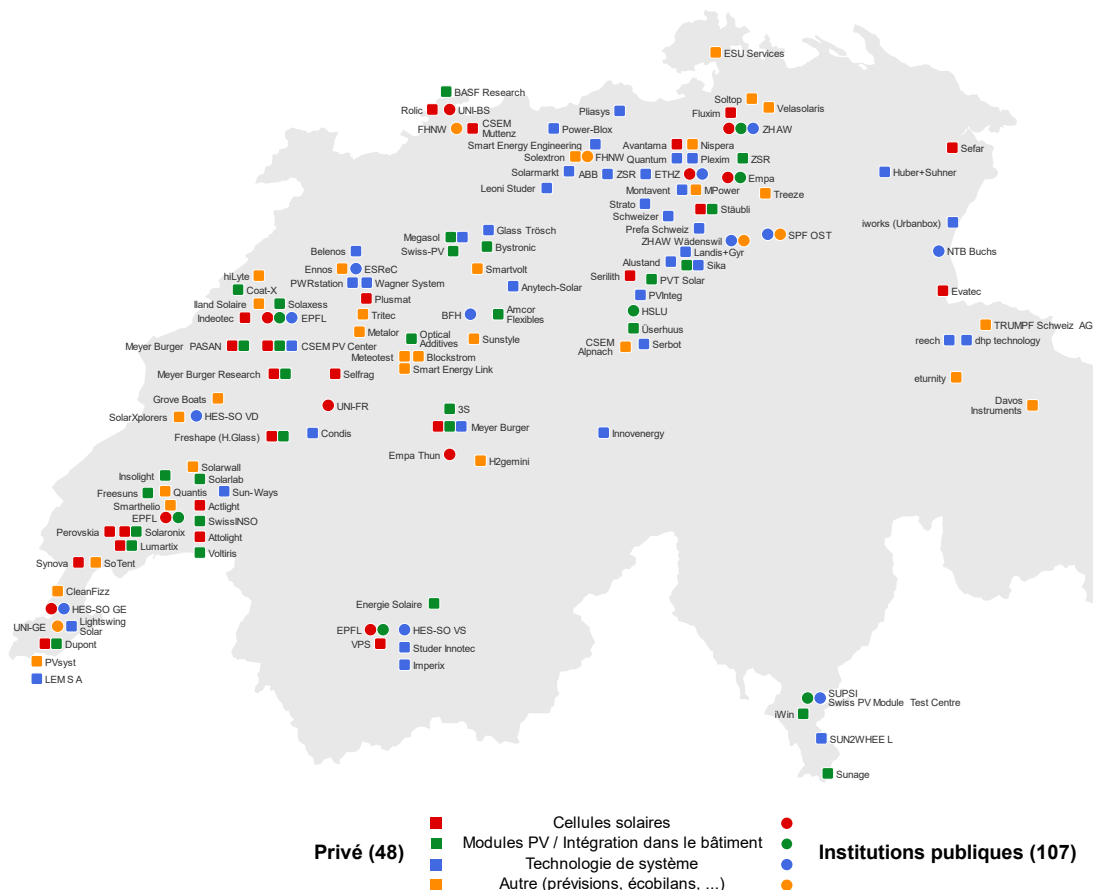 ESU Services
BASF Research
Soltop
Velasolaris
Rolic
UNI-BS
Pliasys
Fluxim
FHNW
CSEM
Muttenz
Power-Blox
ZHAW
Smart Energy Engineering
Avantama
Nispera
Sefar
Solextron
FHNW
Quantum
Plexim
ZSR
Solarmarkt
ABB
ZSR
ETHZ
Empa
Huber+Suhner
Leoni Studer
Montavent
MPower
Treeze
Strato
Stäubli
Schweizer
iworks (Urbanbox)
Glass Trösch
Prefa Schweiz
Megasol
ZHAW Wädenswil
SPF OST
Belenos
Swiss-PV
Bystronic
Landis+Gyr
NTB Buchs
Ennos
ESReC
Smartvolt
Alustand
Sika
hiLyte
PWRstation
Wagner System
Serilith
PVT Solar
Coat-X
Anytech-Solar
PVInteg
Evatec
Iland Solaire
Solaxess
Plusmat
Indeotec
EPFL
Tritec
BFH
Amcor
Flexibles
HSLU
Metalor
Üserhuus
TRUMPF Schweiz AG
Meyer Burger PASAN
CSEM PV Center
Optical
Additives
Sunstyle
CSEM
Alpnach
Serbot
reech
dhp technology
Meteotest
Blockstrom
Meyer Burger Research
Selfrag
Smart Energy Link
eturnity
Grove Boats
UNI-FR
3S
Davos
Instruments
SolarXplorers
HES-SO VD
Freshape (H.Glass)
Condis
Meyer Burger
Innovenergy
Empa Thun
H2gemini
Solarwall
Insolight
Solarlab
Freesuns
Quantis
Sun-Ways
Smarthelio
Actlight
EPFL
SwissINSO
Perovskia
Solaronix
Attolight
Lumartix
Voltiris
Synova
SoTent
CleanFizz
Energie Solaire
HES-SO GE
UNI-GE
Lightswing
Solar
EPFL
HES-SO VS
Dupont
VPS
Studer Innotec
PVsyst
Imperix
LEM S A
SUPSI
Swiss PV Module Test Centre
iWin
SUN2WHEE L
Sunage
Cellules solaires
Modules PV / Intégration dans le bâtiment
Privé (48)
Institutions publiques (107)
Technologie de système
Autre (prévisions, écobilans, ...)